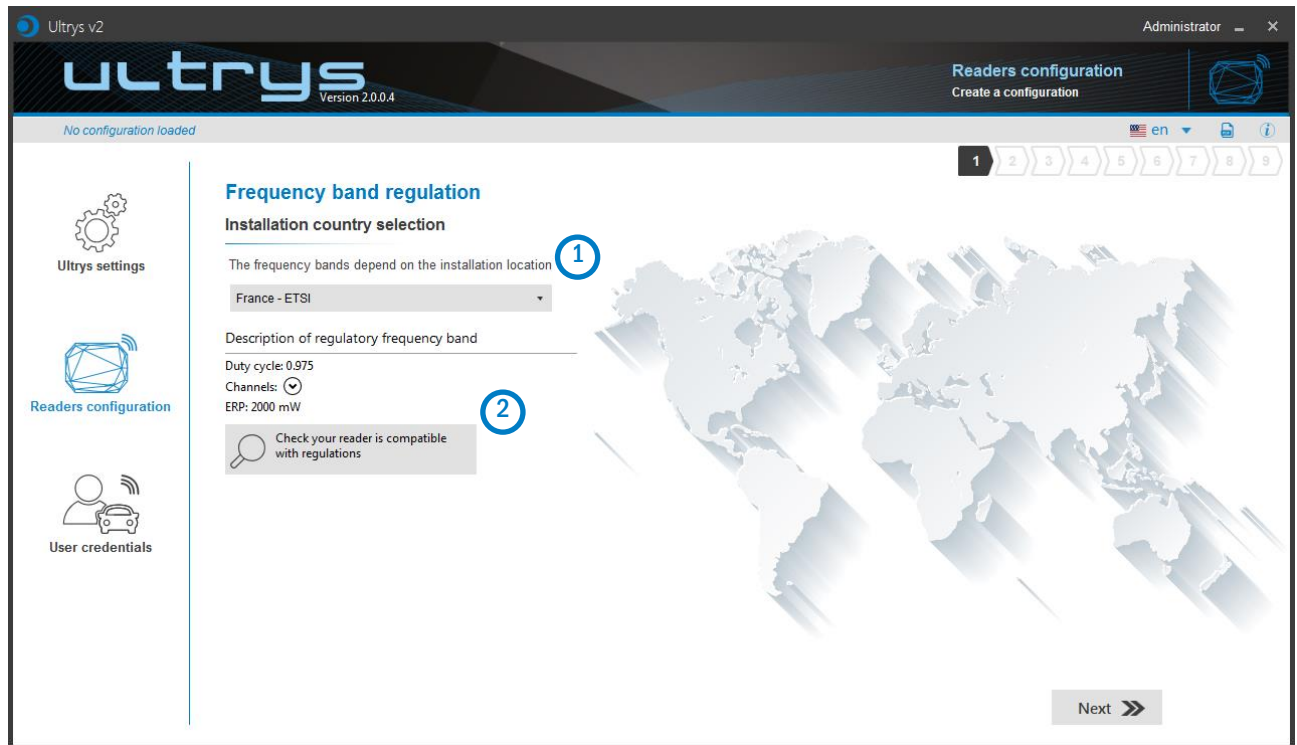 Ultrys v2
Administrator
ultrys
Version 2.0.0.4
Readers configuration
Create a configuration
No configuration loaded
en
1 2 3 4 5 6 7 8 9
Ultrys settings
Readers configuration
User credentials
Frequency band regulation
Installation country selection
The frequency bands depend on the installation location
1
France - ETSI
Description of regulatory frequency band
Duty cycle: 0.975
Channels:
ERP: 2000 mW
2
Check your reader is compatible
with regulations
Next